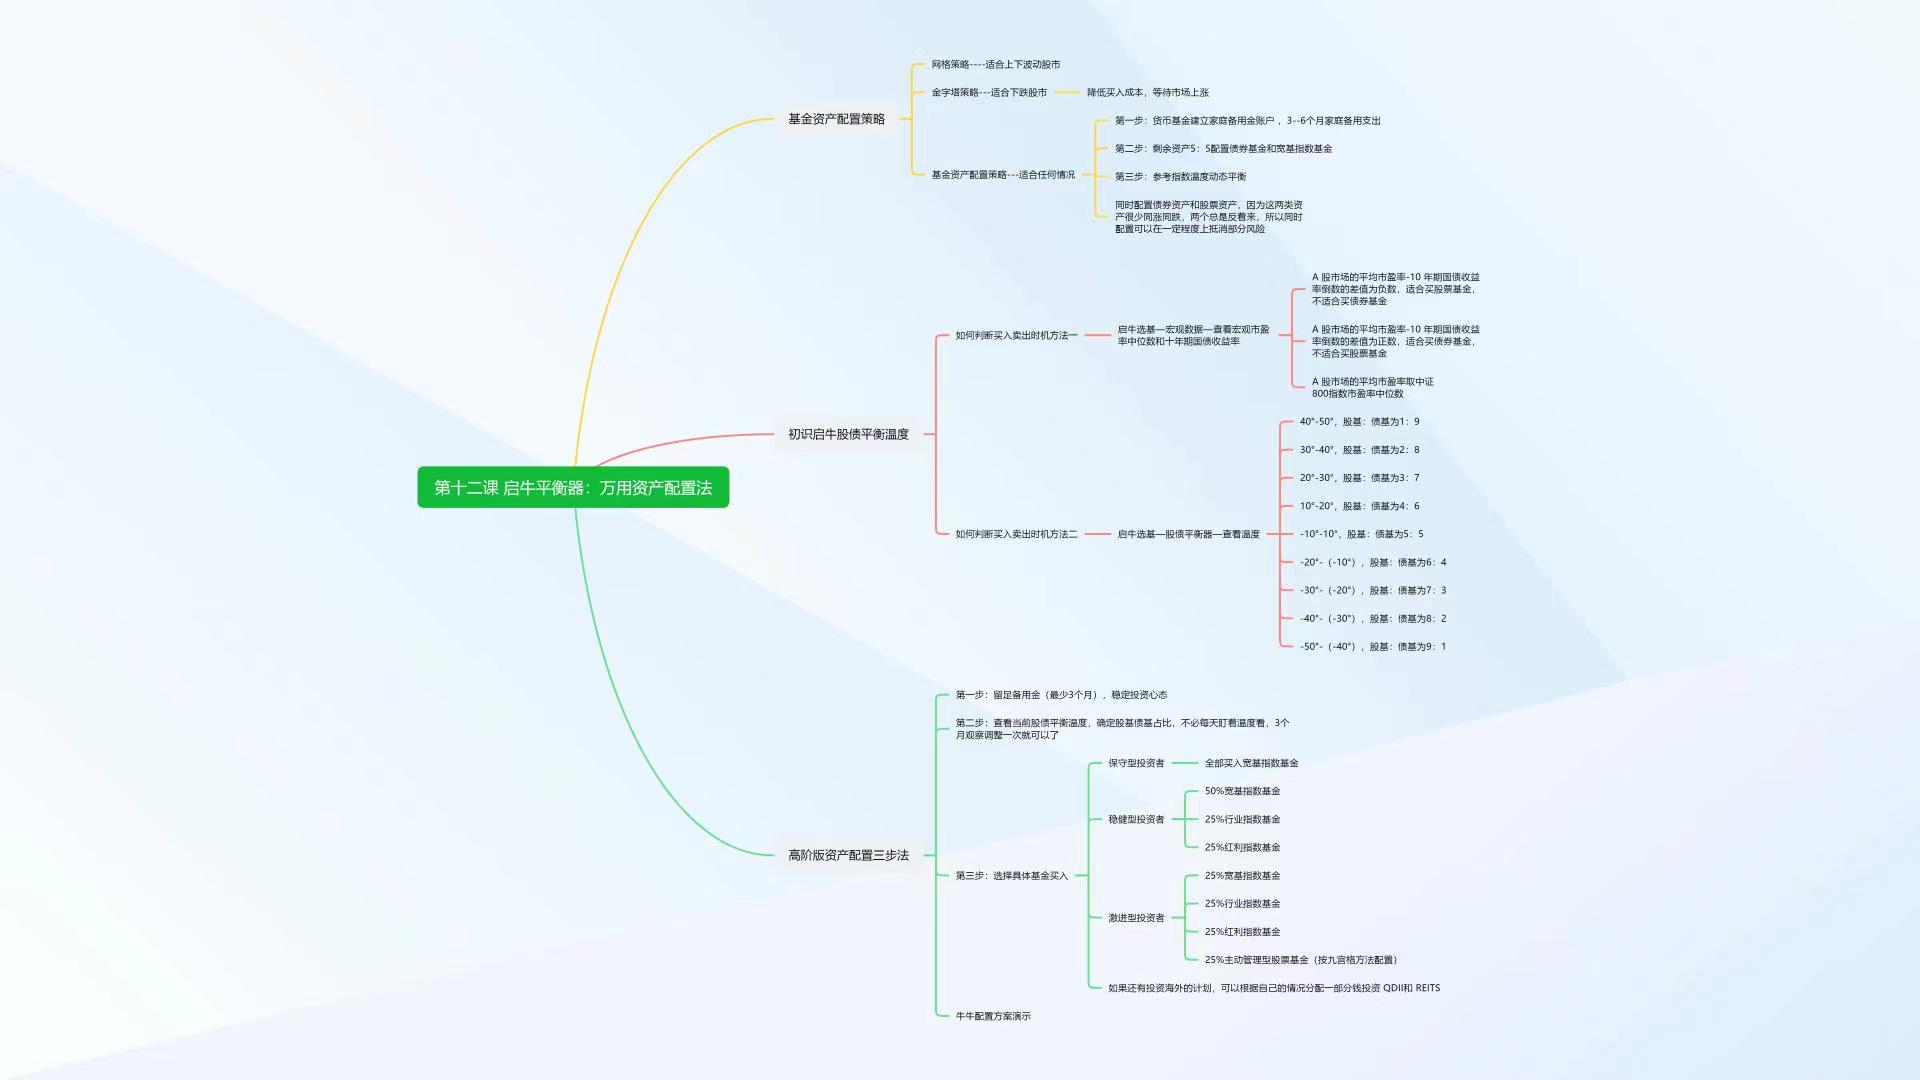 网格策略----适合上下波动股市
金字塔策略---适合下跌股市
降低买入成本，等待市场上涨
基金资产配置策略
第一步：货币基金建立家庭备用金账户 ，3--6个月家庭备用支出
第二步：剩余资产5：5配置债券基金和宽基指数基金
基金资产配置策略---适合任何情况
第三步：参考指数温度动态平衡
同时配置债券资产和股票资产，因为这两类资
产很少同涨同跌，两个总是反着来，所以同时
配置可以在一定程度上抵消部分风险
A 股市场的平均市盈率-10 年期国债收益
率倒数的差值为负数，适合买股票基金，
不适合买债券基金
如何判断买入卖出时机方法一
启牛选基—宏观数据—查看宏观市盈
率中位数和十年期国债收益率
A 股市场的平均市盈率-10 年期国债收益
率倒数的差值为正数，适合买债券基金，
不适合买股票基金
A 股市场的平均市盈率取中证
800指数市盈率中位数
初识启牛股债平衡温度
40°-50°，股基：债基为1：9
30°-40°，股基：债基为2：8
20°-30°，股基：债基为3：7
10°-20°，股基：债基为4：6
如何判断买入卖出时机方法二
启牛选基—股债平衡器—查看温度
-10°-10°，股基：债基为5：5
-20°-（-10°），股基：债基为6：4
-30°-（-20°），股基：债基为7：3
-40°-（-30°），股基：债基为8：2
-50°-（-40°），股基：债基为9：1
第十二课 启牛平衡器：万用资产配置法
第一步：留足备用金（最少3个月），稳定投资心态
第二步：查看当前股债平衡温度，确定股基债基占比，不必每天盯着温度看，3个
月观察调整一次就可以了
保守型投资者
全部买入宽基指数基金
50%宽基指数基金
稳健型投资者
25%行业指数基金
25%红利指数基金
高阶版资产配置三步法
第三步：选择具体基金买入
25%宽基指数基金
25%行业指数基金
激进型投资者
25%红利指数基金
25%主动管理型股票基金（按九宫格方法配置）
如果还有投资海外的计划，可以根据自己的情况分配一部分钱投资 QDII和 REITS
牛牛配置方案演示